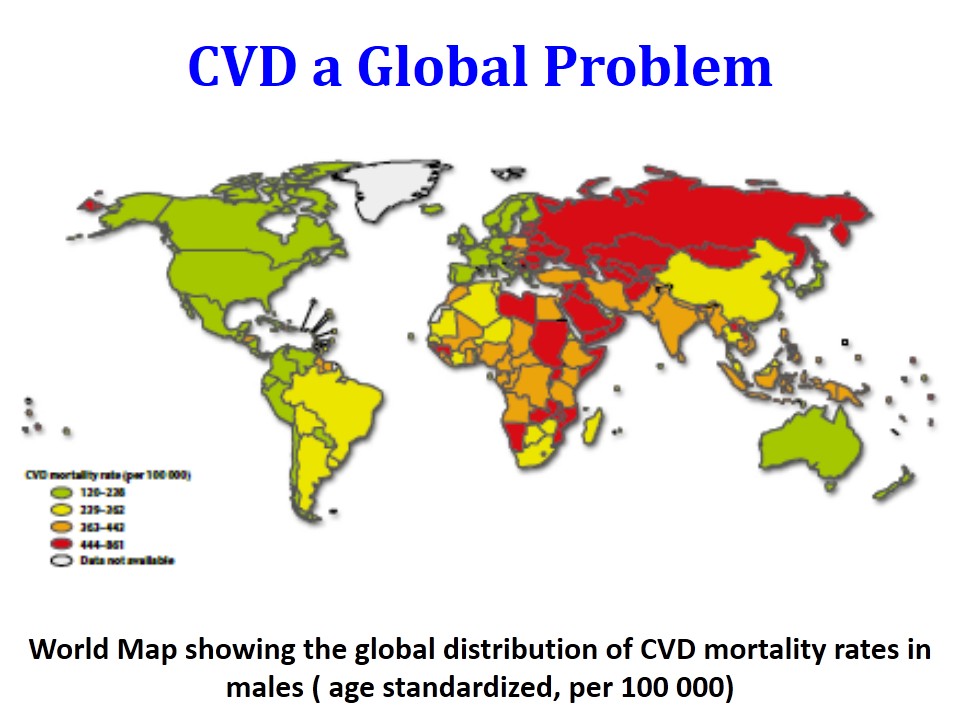 CVD a Global Problem
CVD mortality rate (per 100 000)
120–238
239–362
363–443
444–861
Data not available
World Map showing the global distribution of CVD mortality rates in
males ( age standardized, per 100 000)